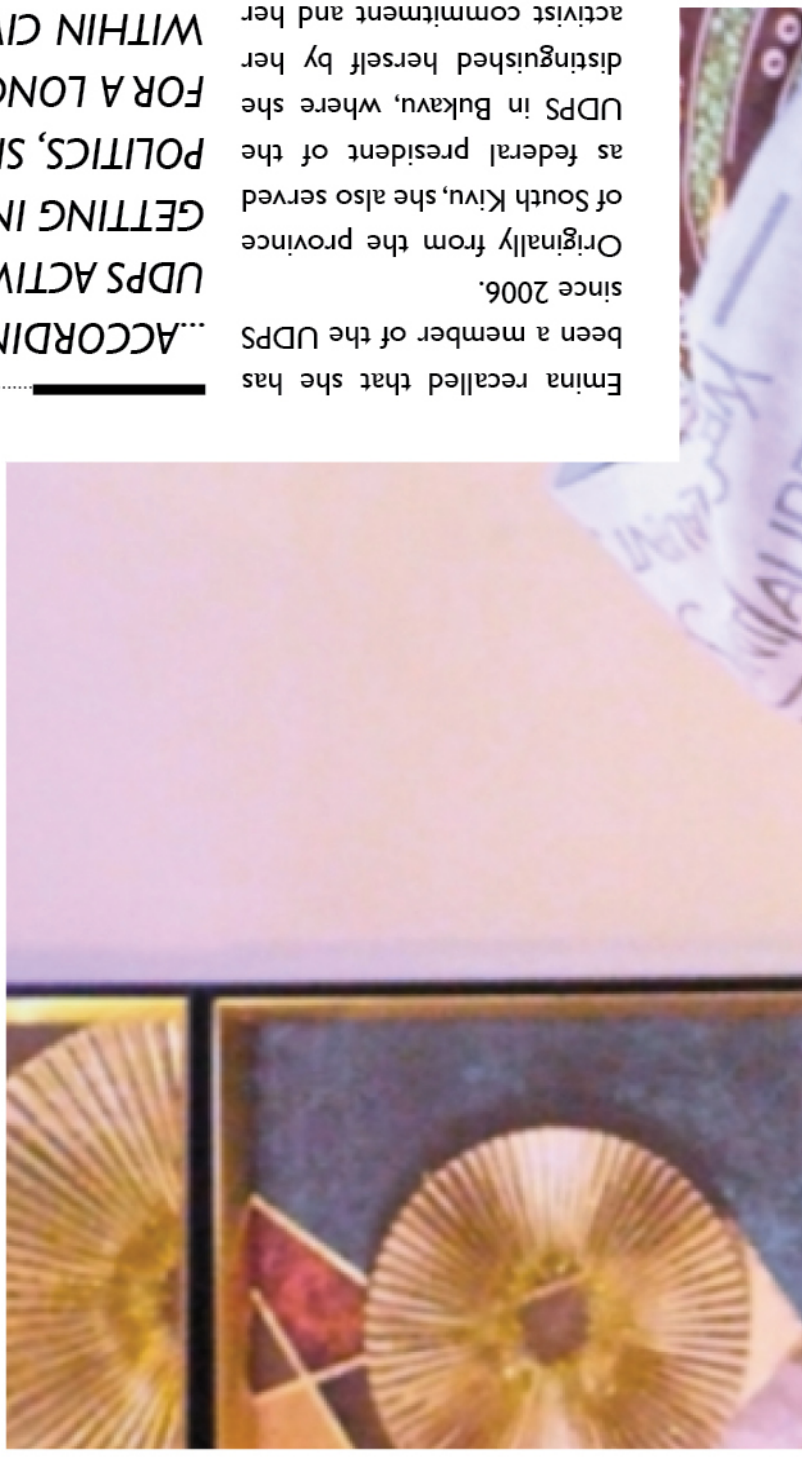 Emina recalled that she has
been a member of the UDPS
since 2006.
Originally from the province
of South Kivu, she also served
as federal president of the
UDPS in Bukavu, where she
distinguished herself by her
activist commitment and her
...ACCORDIN
UDPS ACTIV
GETTING IN
POLITICS, S
FOR A LONG
WITHIN CIV